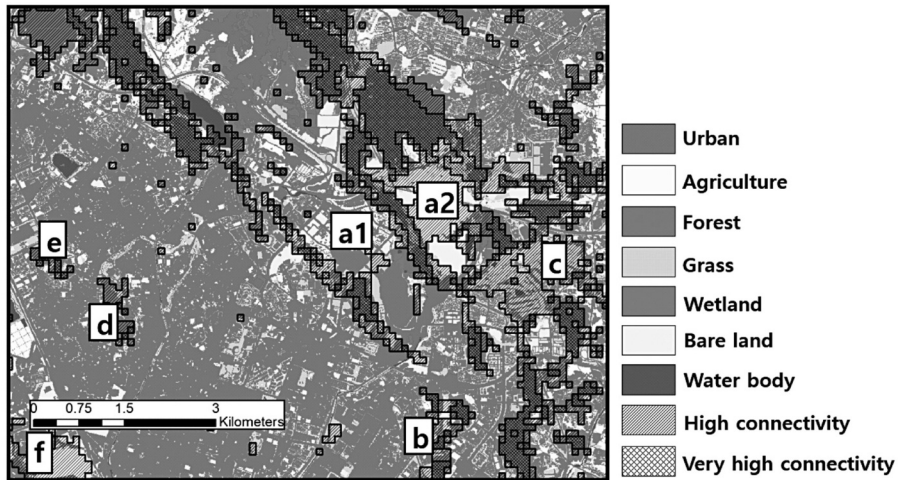 a1
a2
e
c
d
b
f
0 0.75 1.5 3
Kilometers
Urban
Agriculture
Forest
Grass
Wetland
Bare land
Water body
High connectivity
Very high connectivity